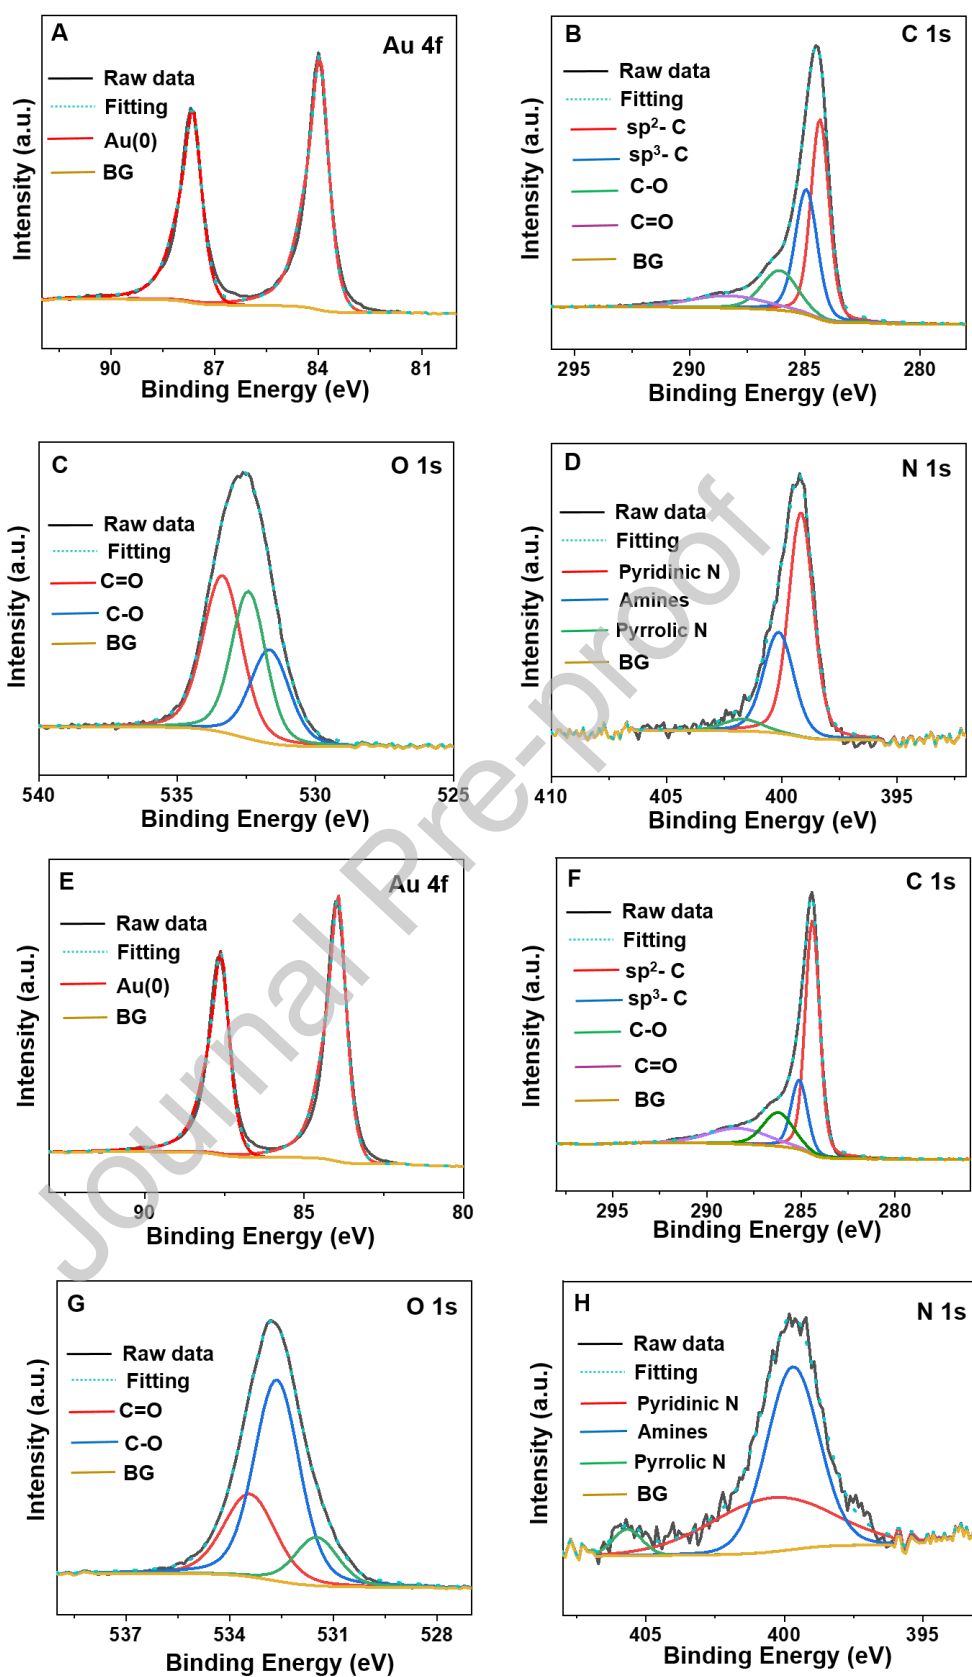 A
Au 4f
Raw data
Fitting
Au(0)
BG
Intensity (a.u.)
90
87
84
81
Binding Energy (eV)
B
C 1s
Raw data
Fitting
sp²- C
sp³- C
C-O
C=O
BG
Intensity (a.u.)
295
290
285
280
Binding Energy (eV)
C
O 1s
Raw data
Fitting
C=O
C-O
BG
Intensity (a.u.)
540
535
530
525
Binding Energy (eV)
D
N 1s
Raw data
Fitting
Pyridinic N
Amines
Pyrrolic N
BG
Intensity (a.u.)
410
405
400
395
Binding Energy (eV)
E
Au 4f
Raw data
Fitting
Au(0)
BG
Intensity (a.u.)
90
85
80
Binding Energy (eV)
F
C 1s
Raw data
Fitting
sp²- C
sp³- C
C-O
C=O
BG
Intensity (a.u.)
295
290
285
280
Binding Energy (eV)
G
O 1s
Raw data
Fitting
C=O
C-O
BG
Intensity (a.u.)
537
534
531
528
Binding Energy (eV)
H
N 1s
Raw data
Fitting
Pyridinic N
Amines
Pyrrolic N
BG
Intensity (a.u.)
405
400
395
Binding Energy (eV)
Journal Pre-proof